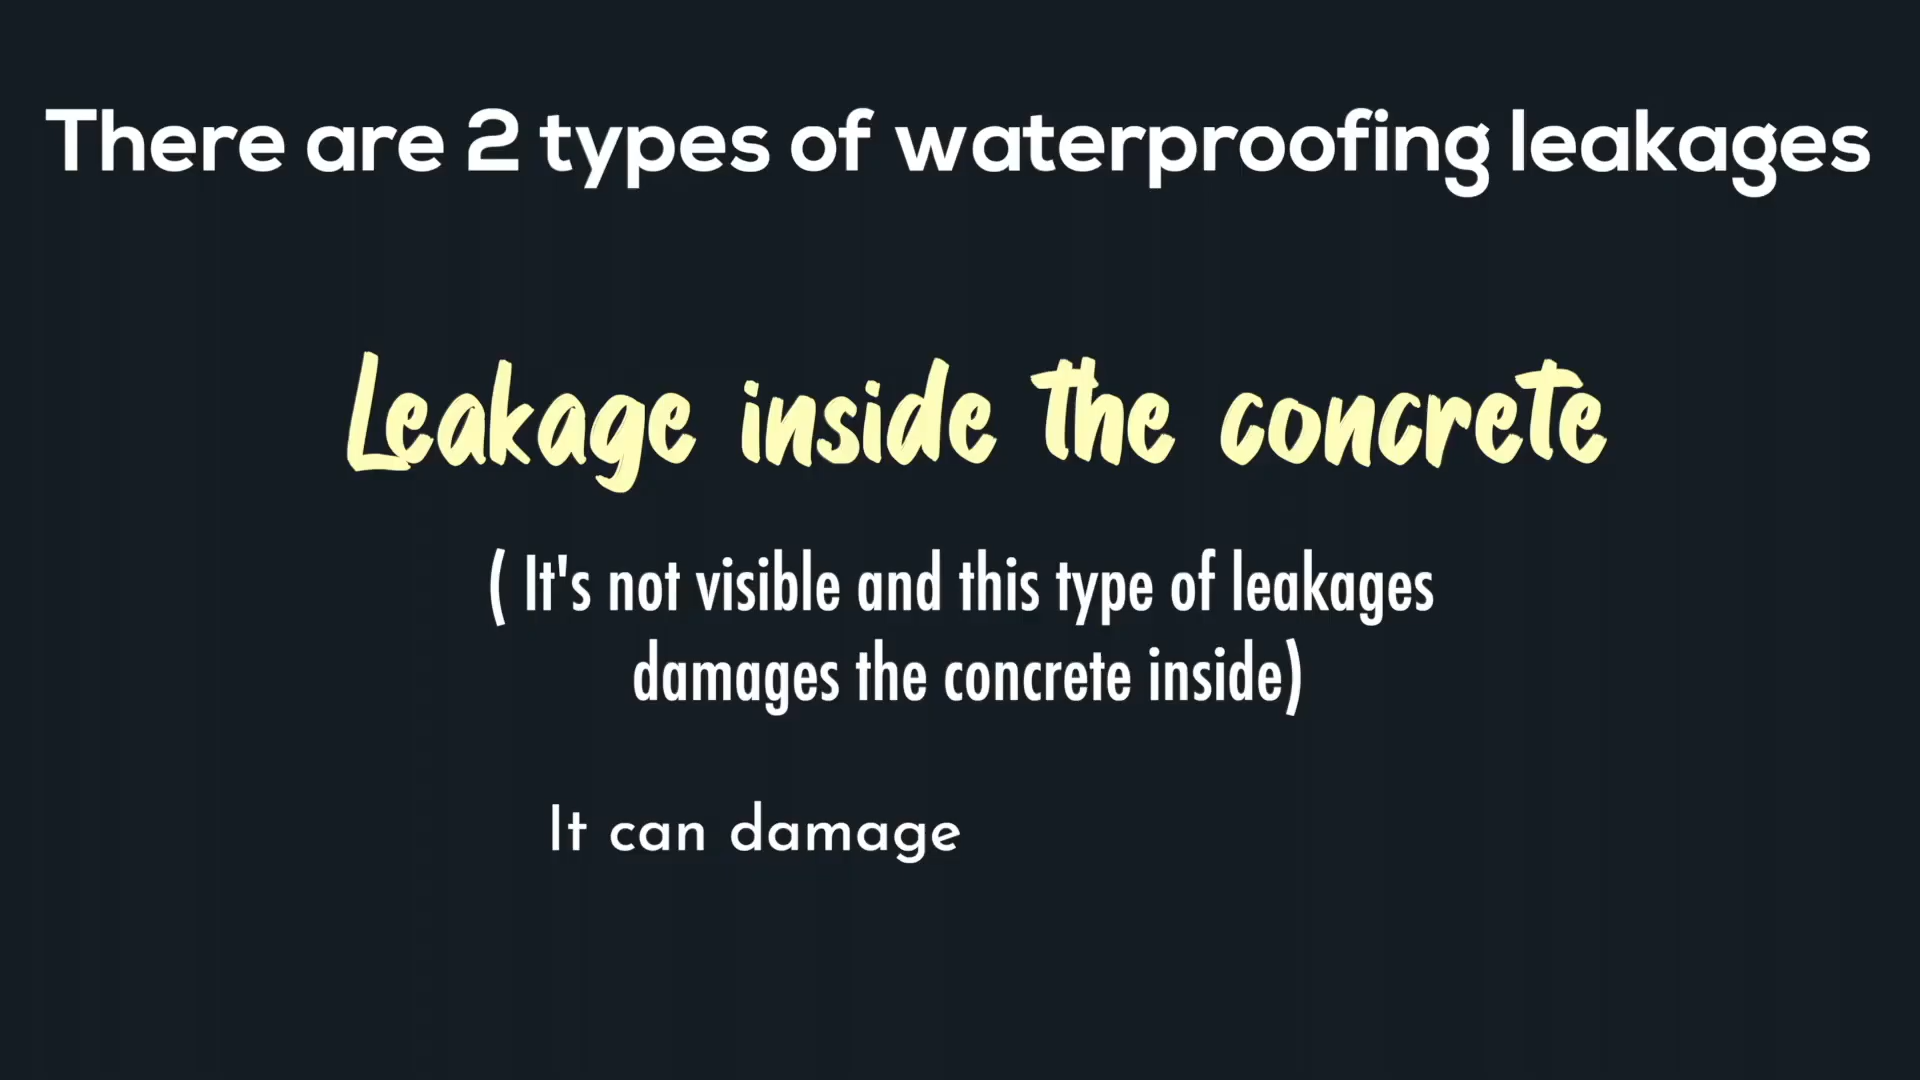 There are 2 types of waterproofing leakages
Leakage inside the concrete
( It's not visible and this type of leakages
damages the concrete inside)
It can damage